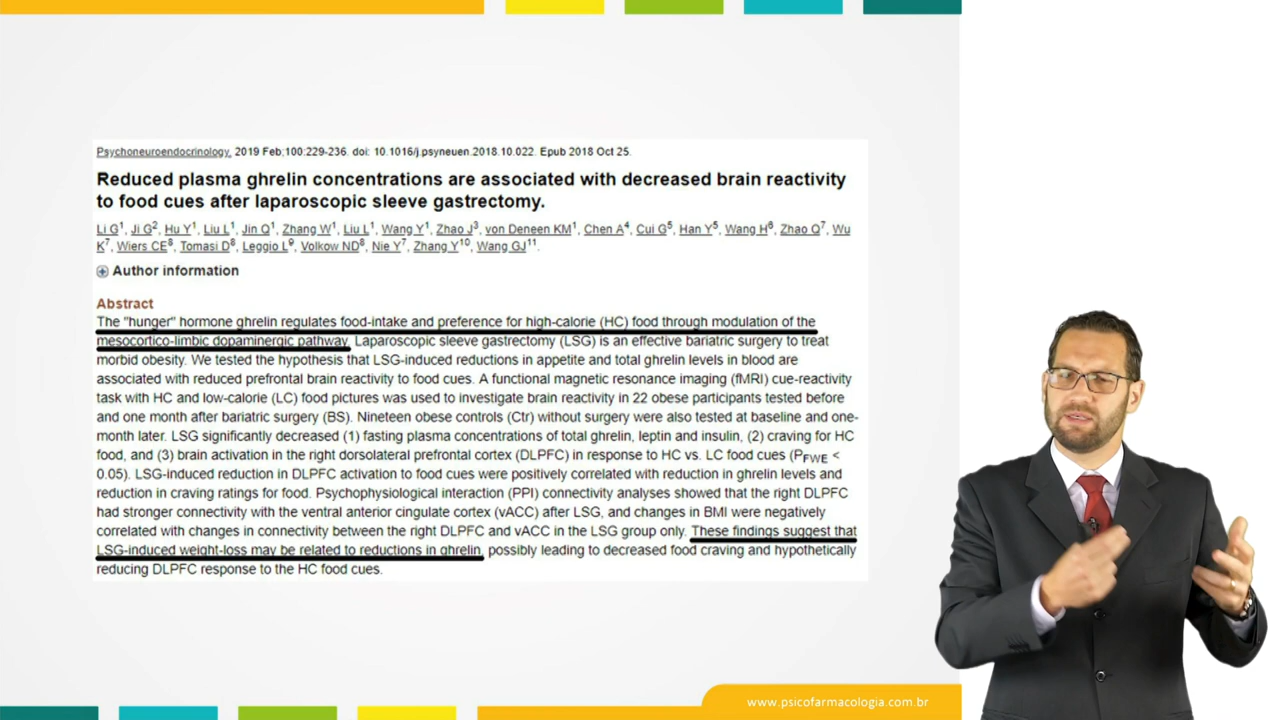 Psychoneuroendocrinology. 2019 Feb;100:229-236. doi: 10.1016/j.psyneuen.2018.10.022. Epub 2018 Oct 25.
Reduced plasma ghrelin concentrations are associated with decreased brain reactivity
to food cues after laparoscopic sleeve gastrectomy.
Li G1, Ji G2, Hu Y1, Liu L1, Jin Q1, Zhang W1, Liu L1, Wang Y1, Zhao J3, von Deneen KM1, Chen A4, Cui G5, Han Y5, Wang H6, Zhao Q7, Wu
K7, Wiers CE8, Tomasi D8, Leggio L9, Volkow ND8, Nie Y7, Zhang Y10, Wang GJ11.
Author information
Abstract
The "hunger" hormone ghrelin regulates food-intake and preference for high-calorie (HC) food through modulation of the
mesocortico-limbic dopaminergic pathway. Laparoscopic sleeve gastrectomy (LSG) is an effective bariatric surgery to treat
morbid obesity. We tested the hypothesis that LSG-induced reductions in appetite and total ghrelin levels in blood are
associated with reduced prefrontal brain reactivity to food cues. A functional magnetic resonance imaging (fMRI) cue-reactivity
task with HC and low-calorie (LC) food pictures was used to investigate brain reactivity in 22 obese participants tested before
and one month after bariatric surgery (BS). Nineteen obese controls (Ctr) without surgery were also tested at baseline and one-
month later. LSG significantly decreased (1) fasting plasma concentrations of total ghrelin, leptin and insulin, (2) craving for HC
food, and (3) brain activation in the right dorsolateral prefrontal cortex (DLPFC) in response to HC vs. LC food cues (PFWE <
0.05). LSG-induced reduction in DLPFC activation to food cues were positively correlated with reduction in ghrelin levels and
reduction in craving ratings for food. Psychophysiological interaction (PPI) connectivity analyses showed that the right DLPFC
had stronger connectivity with the ventral anterior cingulate cortex (vACC) after LSG, and changes in BMI were negatively
correlated with changes in connectivity between the right DLPFC and vACC in the LSG group only. These findings suggest that
LSG-induced weight-loss may be related to reductions in ghrelin, possibly leading to decreased food craving and hypothetically
reducing DLPFC response to the HC food cues.
www.psicofarmacologia.com.br